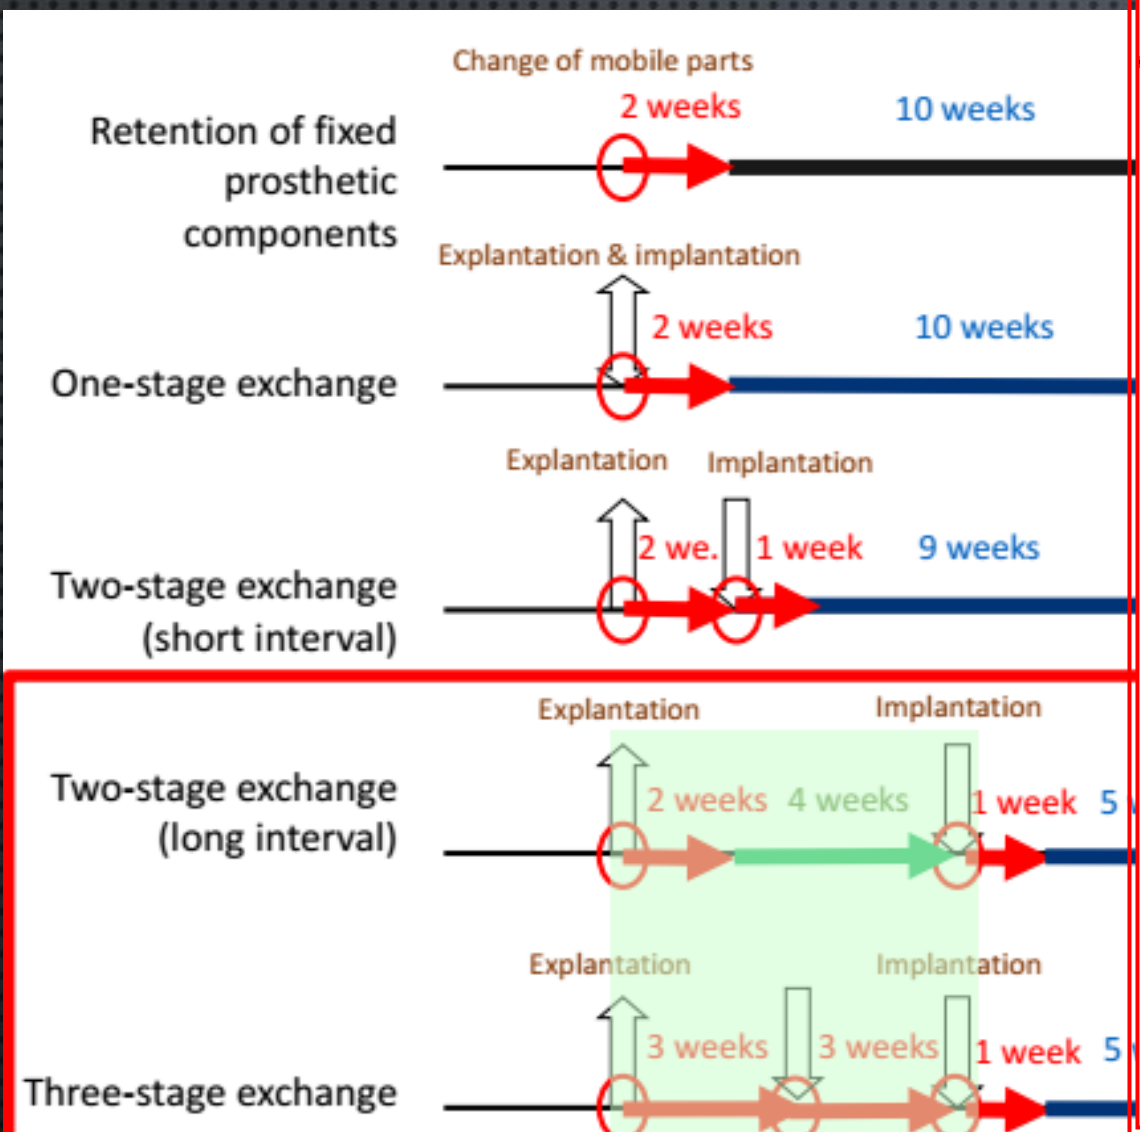 Change of mobile parts
2 weeks 10 weeks
Retention of fixed
prosthetic
components
Explantation & implantation
2 weeks 10 weeks
One-stage exchange
Explantation Implantation
2 we. 1 week 9 weeks
Two-stage exchange
(short interval)
Explantation Implantation
Two-stage exchange
(long interval)
2 weeks 4 weeks 1 week 5
Explantation Implantation
3 weeks 3 weeks 1 week 5
Three-stage exchange